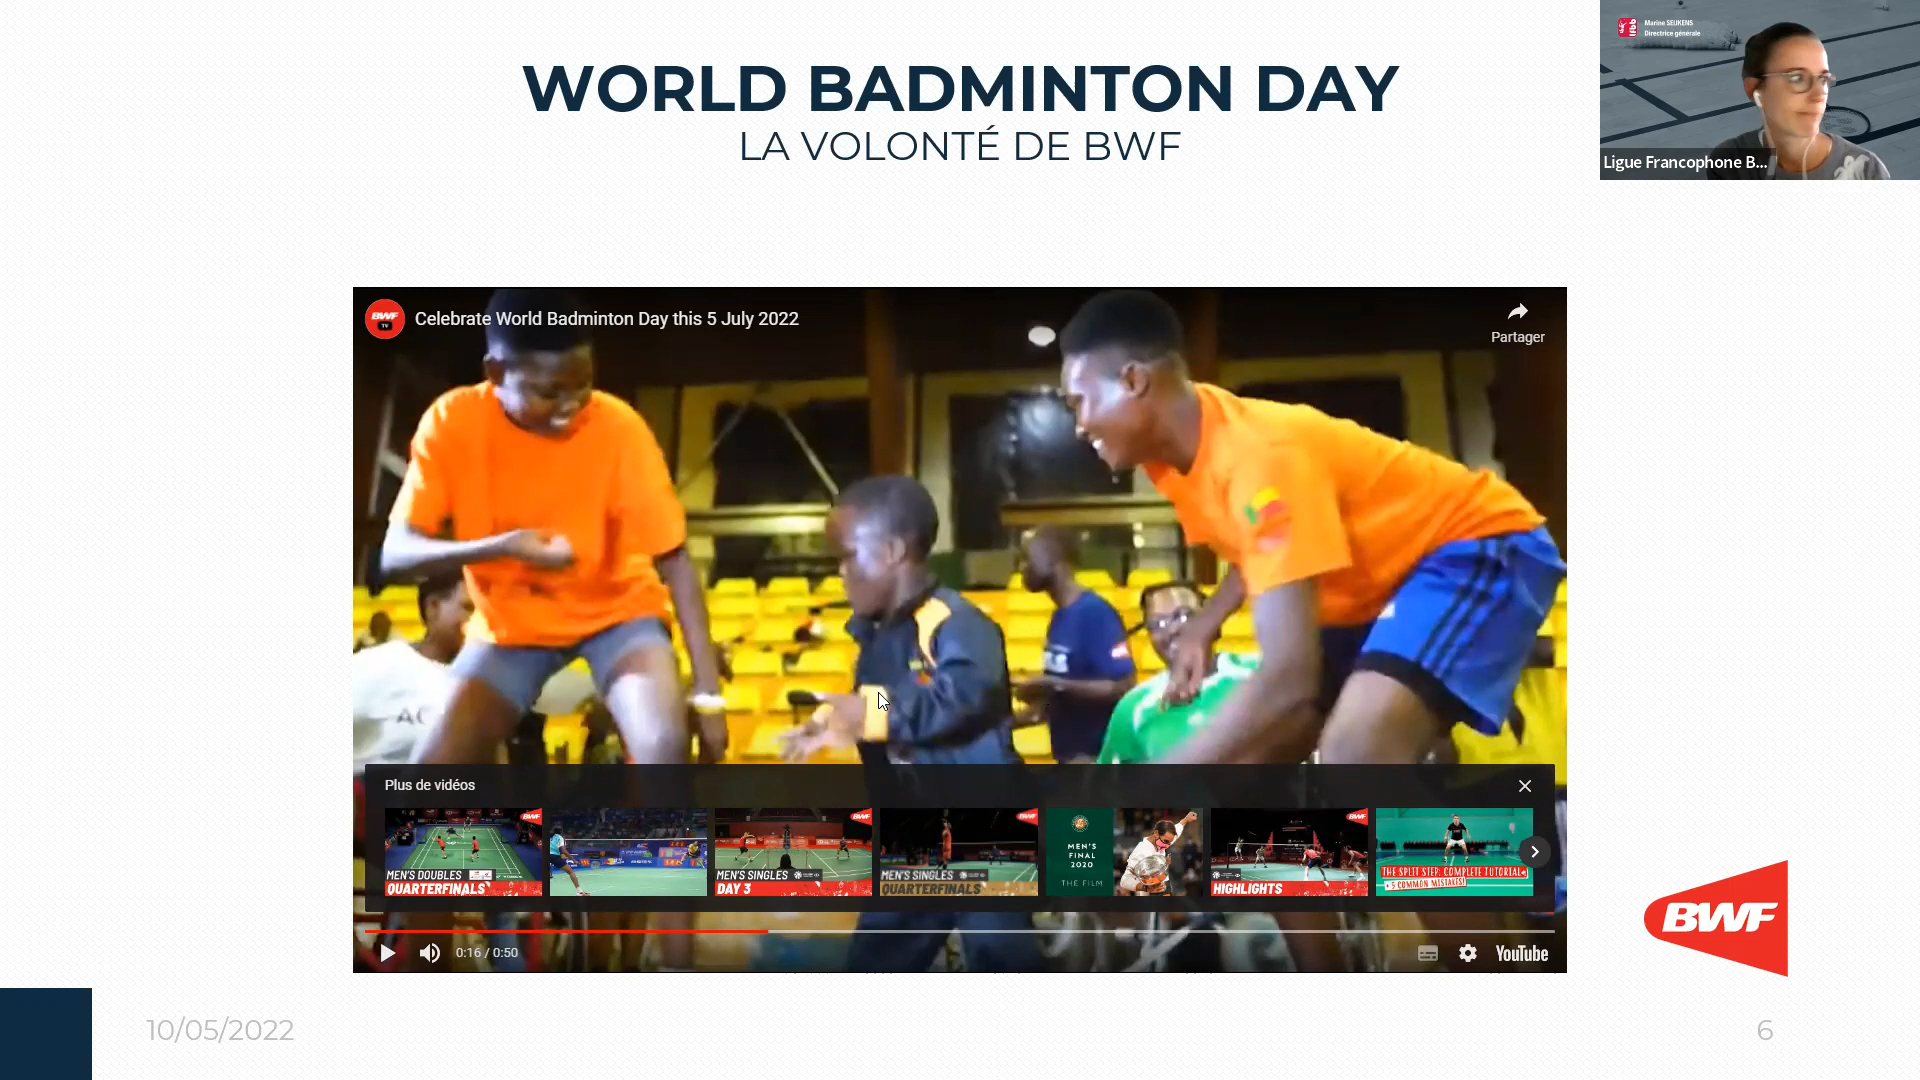 WORLD BADMINTON DAY
LA VOLONTÉ DE BWF
lfbb
Marine SEUKENS
Directrice générale
Ligue Francophone B...
BWF
TV
Celebrate World Badminton Day this 5 July 2022
Partager
Plus de vidéos
MEN'S DOUBLES
QUARTERFINALS
MEN'S SINGLES
DAY 3
MEN'S SINGLES
QUARTERFINALS
MEN'S
FINAL
2020
THE FILM
HIGHLIGHTS
THE SPLIT STEP: COMPLETE TUTORIAL
+ 5 COMMON MISTAKES!
0:16 / 0:50
YouTube
BWF
10/05/2022
6